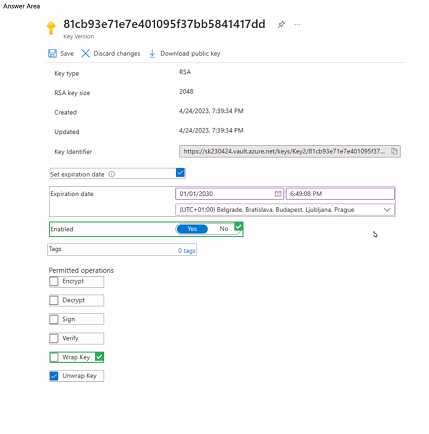 Answer Area
81cb93e71e7e401095f37bb5841417dd
Key Version
Save Discard changes Download public key
Key type RSA
RSA key size 2048
Created 4/24/2023, 7:39:34 PM
Updated 4/24/2023, 7:39:34 PM
Key Identifier https://sk230424.vault.azure.net/keys/Key2/81cb93e71e7e401095f37...
Set expiration date
Expiration date 01/01/2030 6:49:08 PM
(UTC+01:00) Belgrade, Bratislava, Budapest, Ljubljana, Prague
Enabled Yes No
Tags 0 tags
Permitted operations
Encrypt
Decrypt
Sign
Verify
Wrap Key
Unwrap Key